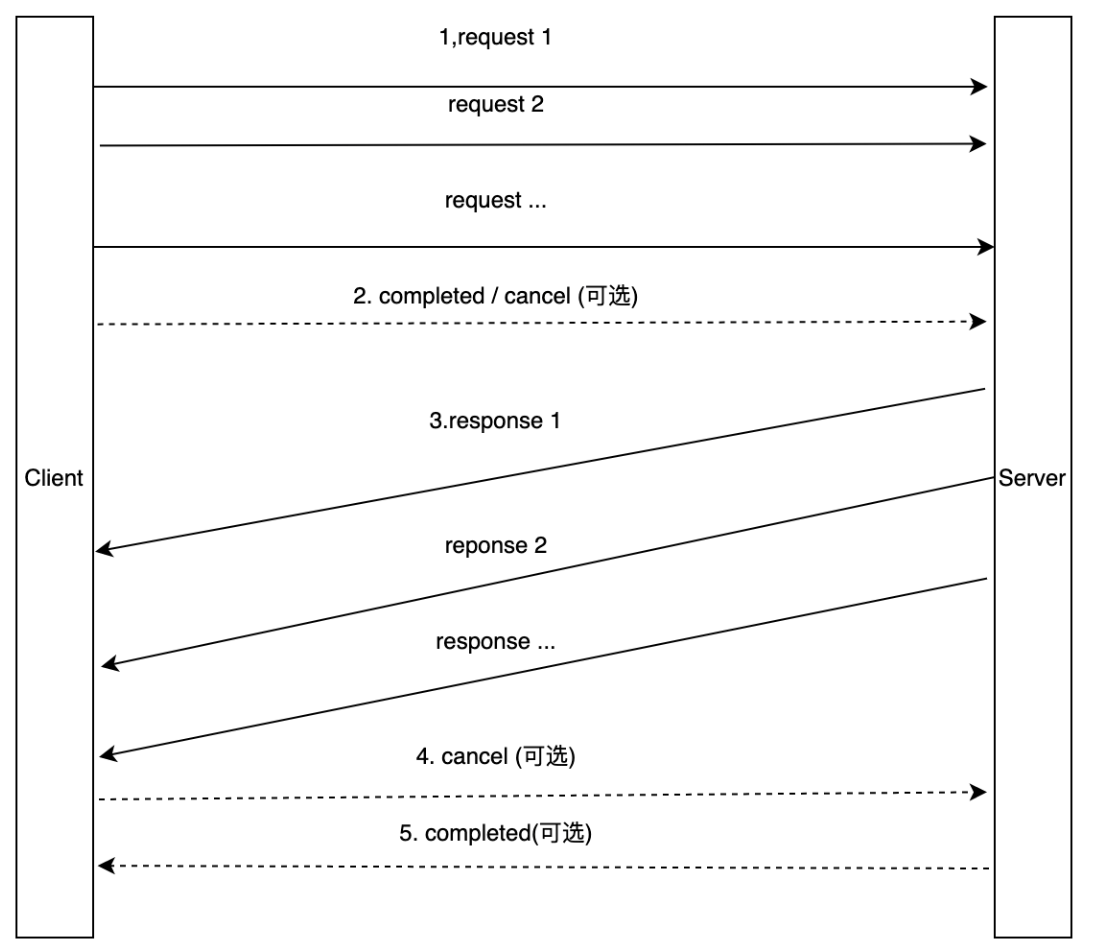 1,request 1
request 2
request ...
2. completed / cancel (可选)
3.response 1
Client
Server
reponse 2
response ...
4. cancel (可选)
5. completed(可选)